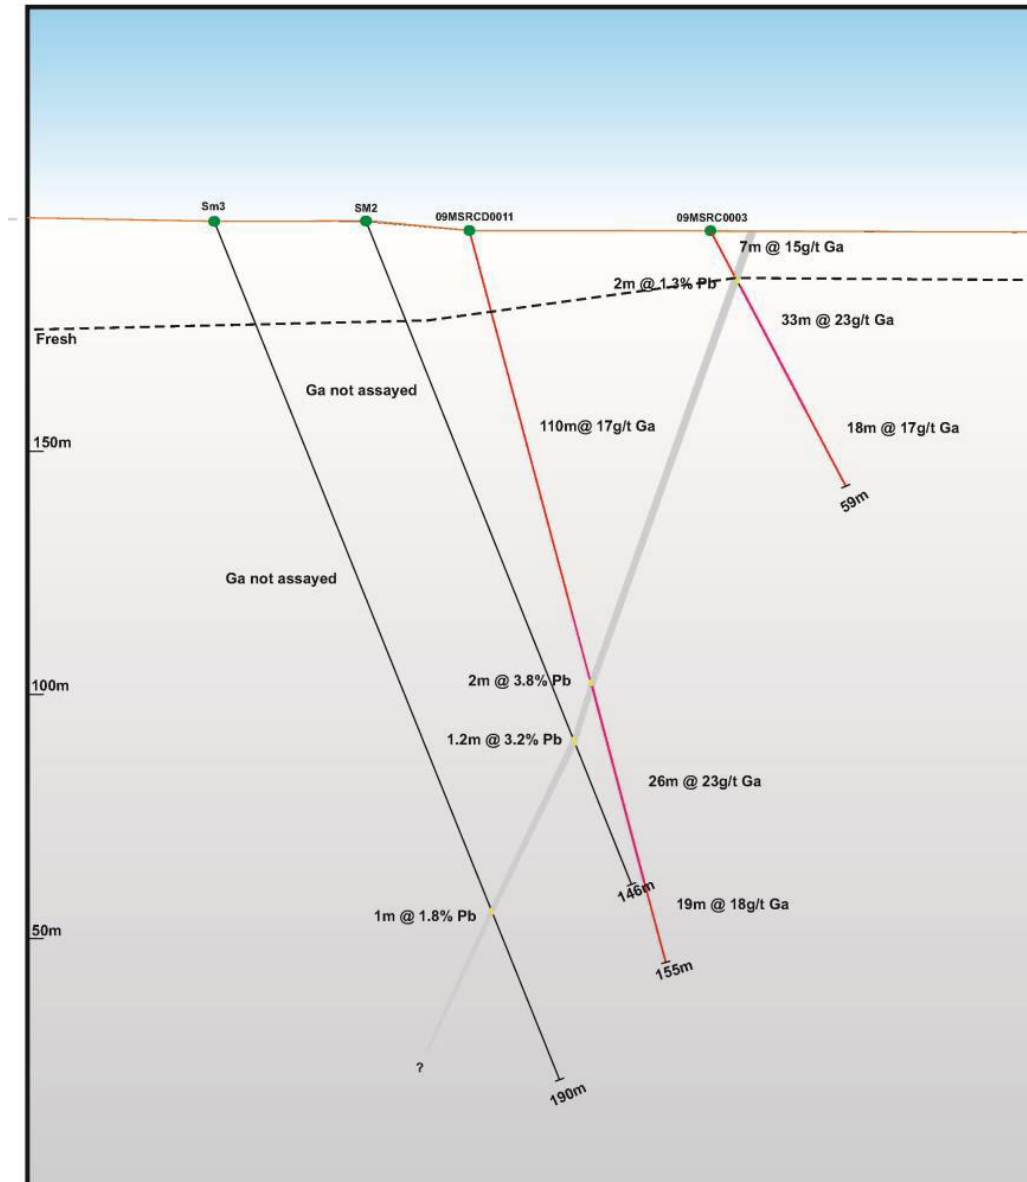 Sm3
SM2
09MSRCD0011
09MSRC0003
7m @ 15g/t Ga
2m @ 1.3% Pb
33m @ 23g/t Ga
Fresh
Ga not assayed
110m@ 17g/t Ga
18m @ 17g/t Ga
150m
59m
Ga not assayed
2m @ 3.8% Pb
100m
1.2m @ 3.2% Pb
26m @ 23g/t Ga
146m
19m @ 18g/t Ga
1m @ 1.8% Pb
50m
155m
?
190m